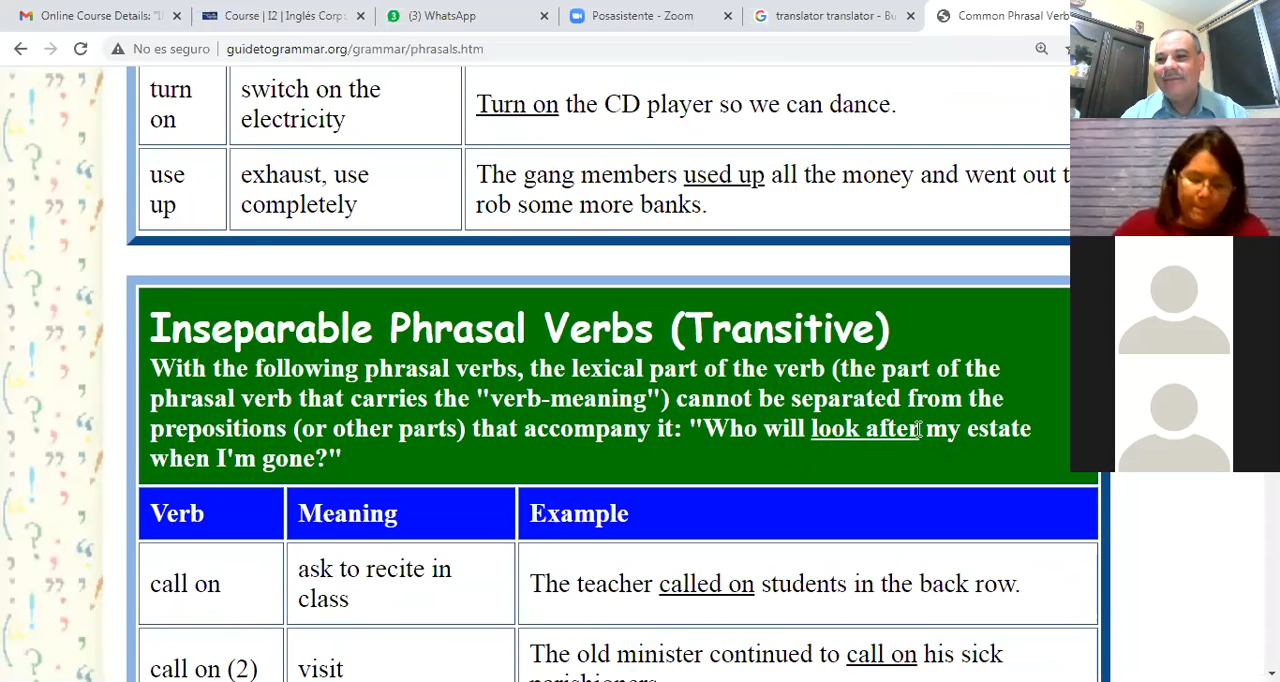 Online Course Details: "I
Course | I2 | Inglés Corp:
(3) WhatsApp
Posasistente - Zoom
translator translator - Bu
Common Phrasal Verb
No es seguro
guidetogrammar.org/grammar/phrasals.htm
turn on
switch on the electricity
Turn on the CD player so we can dance.
use up
exhaust, use completely
The gang members used up all the money and went out t
rob some more banks.
Inseparable Phrasal Verbs (Transitive)
With the following phrasal verbs, the lexical part of the verb (the part of the
phrasal verb that carries the "verb-meaning") cannot be separated from the
prepositions (or other parts) that accompany it: "Who will look after my estate
when I'm gone?"
Verb
Meaning
Example
call on
ask to recite in
class
The teacher called on students in the back row.
call on (2)
visit
The old minister continued to call on his sick
parishioners